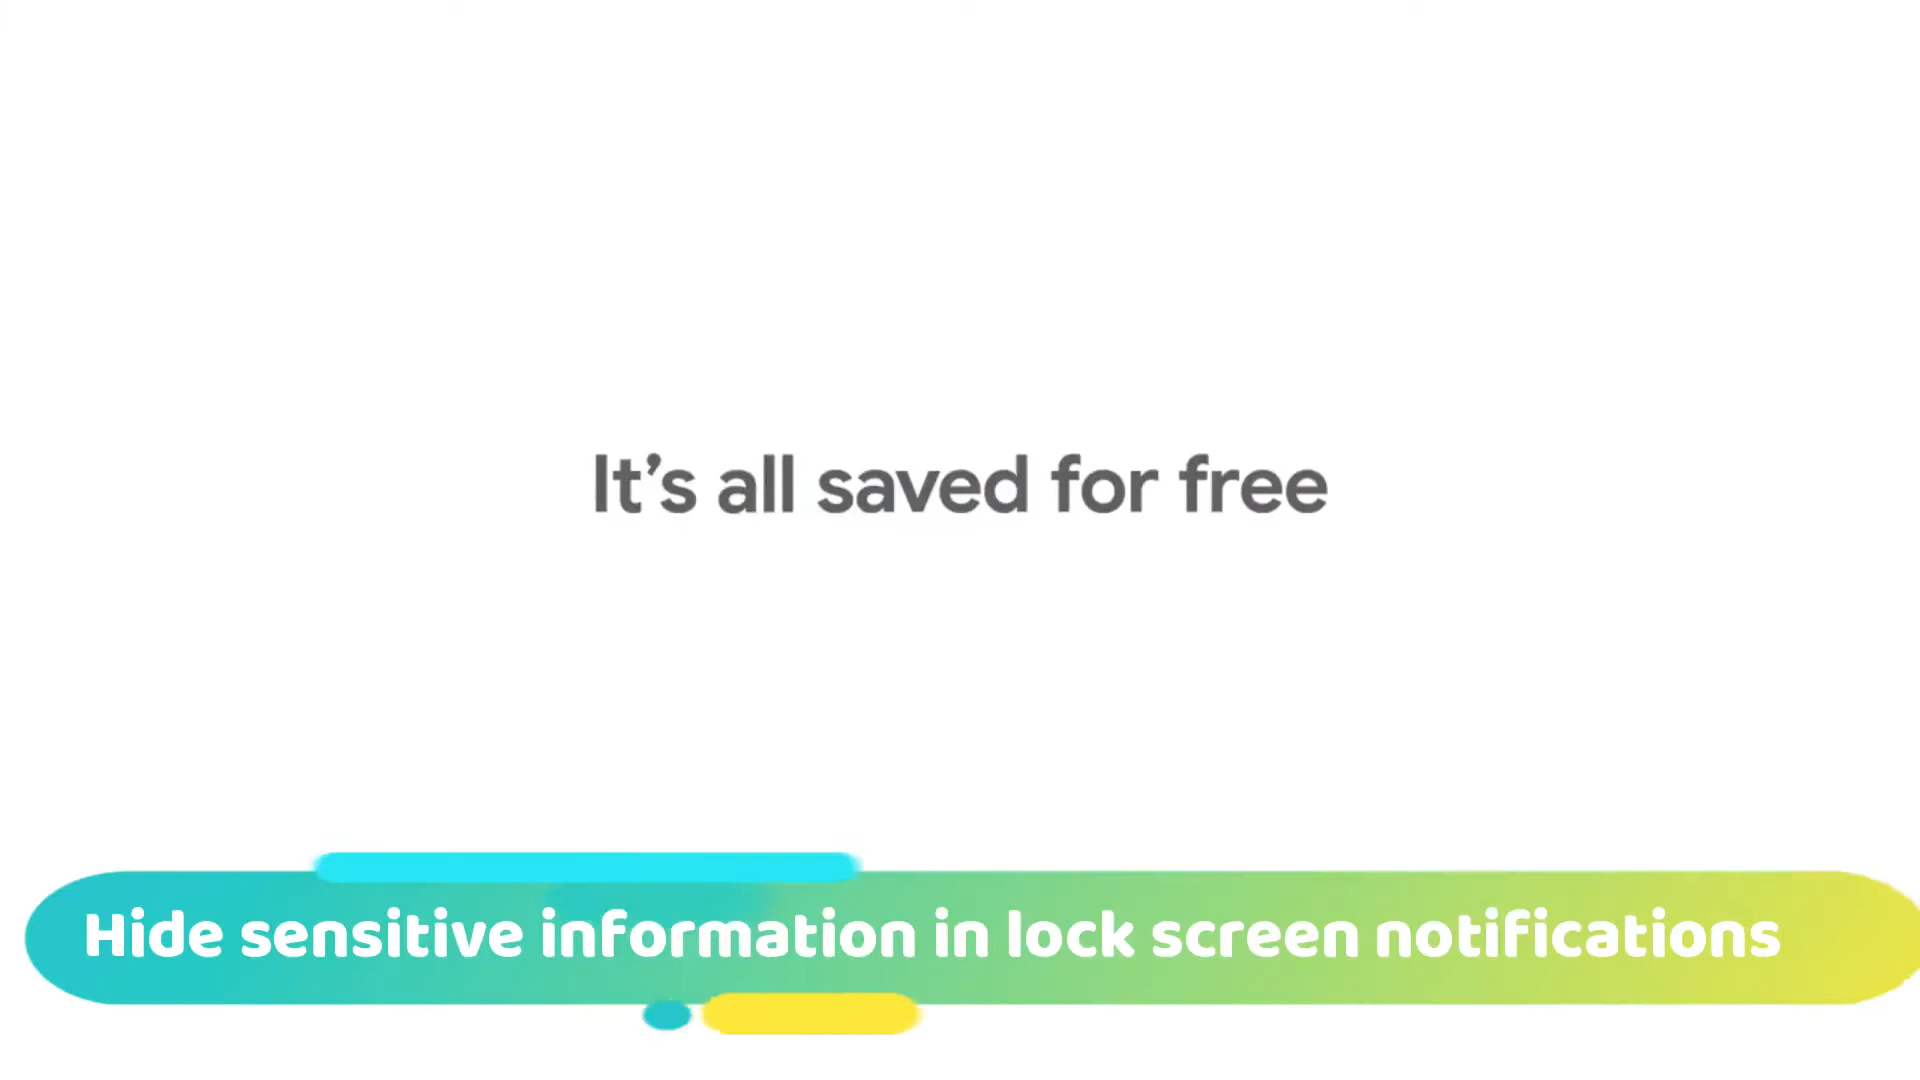 It’s all saved for free
Hide sensitive information in lock screen notifications